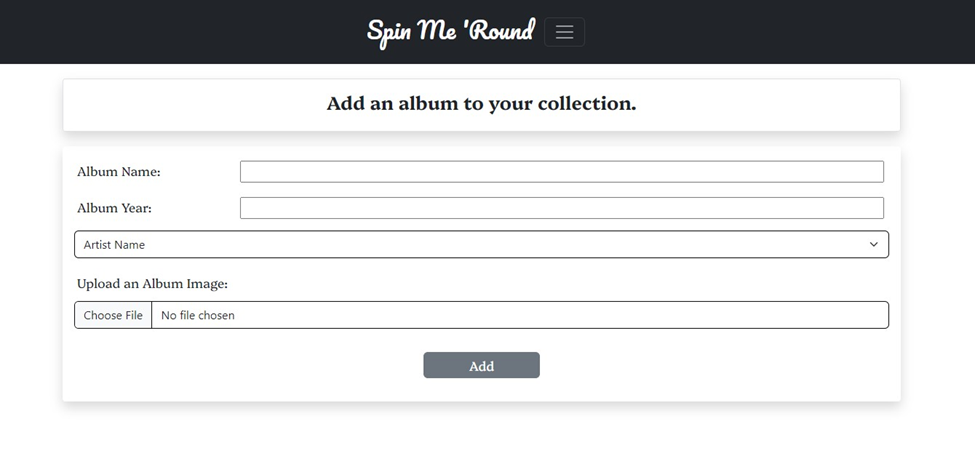 Spin Me 'Round
Add an album to your collection.
Album Name:
Album Year:
Artist Name
Upload an Album Image:
Choose File No file chosen
Add